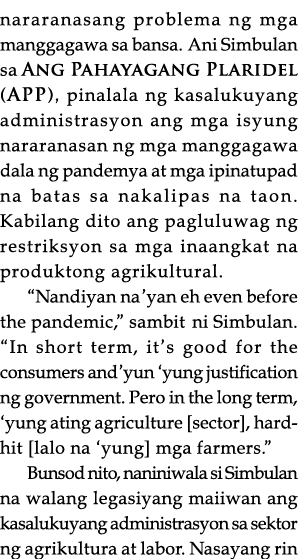 nararanasang problema ng mga
manggagawa sa bansa. Ani Simbulan
sa ANG PAHAYAGANG PLARIDEL
(APP), pinalala ng kasalukuyang
administrasyon ang mga isyung
nararanasan ng mga manggagawa
dala ng pandemya at mga ipinatupad
na batas sa nakalipas na taon.
Kabilang dito ang pagluluwag ng
restriksyon sa mga inaangkat na
produktong agrikultural.
“Nandiyan na’yan eh even before
the pandemic,” sambit ni Simbulan.
“In short term, it’s good for the
consumers and’yun ‘yung justification
ng government. Pero in the long term,
‘yung ating agriculture [sector], hard-
hit [lalo na ‘yung] mga farmers.”
Bunsod nito, naniniwala si Simbulan
na walang legasiyang maiiwan ang
kasalukuyang administrasyon sa sektor
ng agrikultura at labor. Nasayang rin